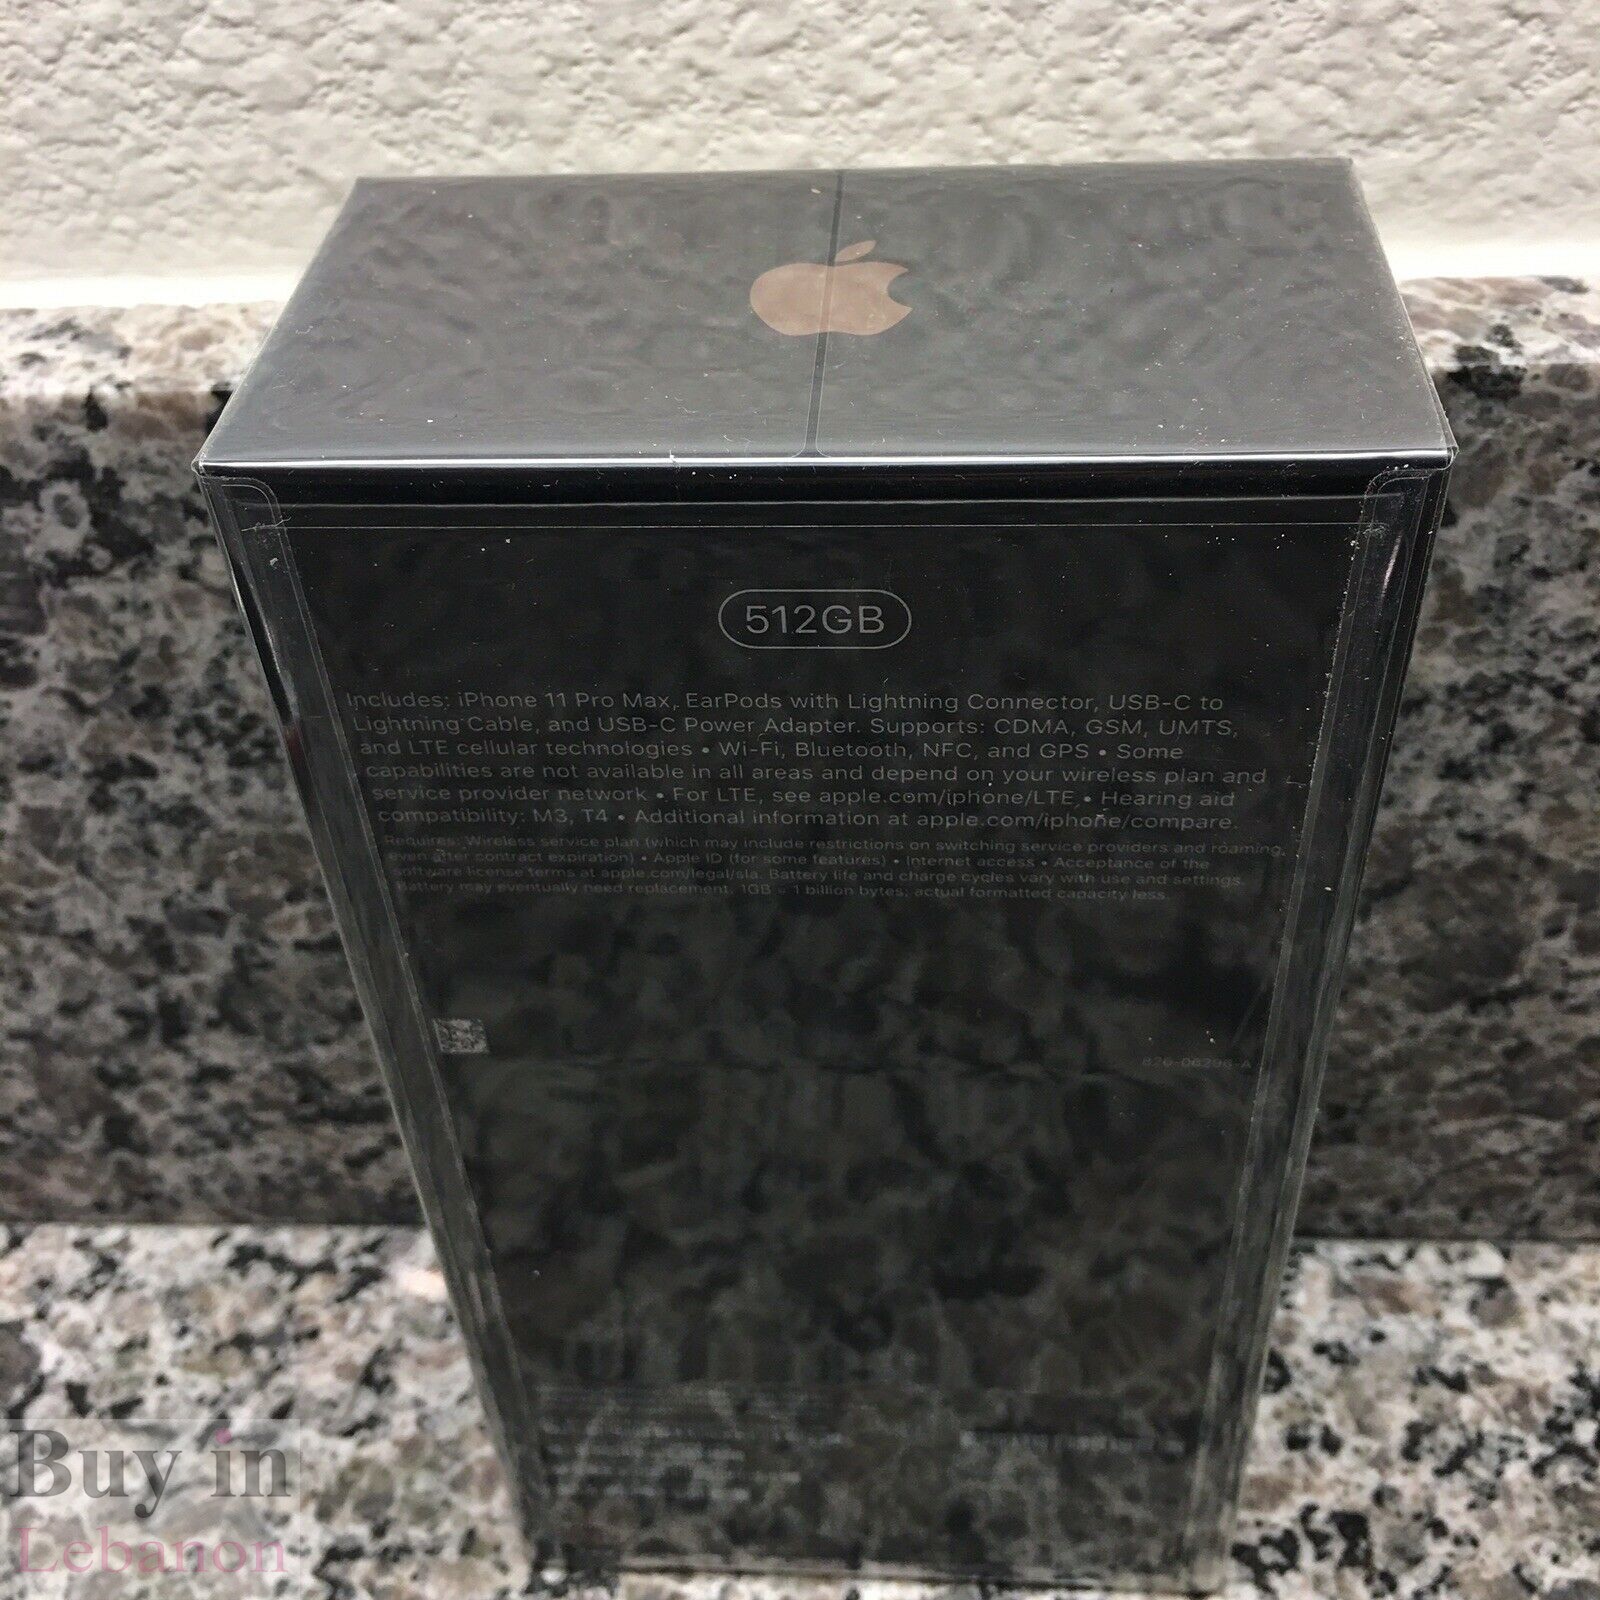 512GB
Includes: iPhone 11 Pro Max, EarPods with Lightning Connector, USB-C to
Lightning Cable, and USB-C Power Adapter. Supports: CDMA, GSM, UMTS,
and LTE cellular technologies • Wi-Fi, Bluetooth, NFC, and GPS • Some
capabilities are not available in all areas and depend on your wireless plan and
service provider network • For LTE, see apple.com/iphone/LTE • Hearing aid
compatibility: M3, T4 • Additional information at apple.com/iphone/compare.
Requires: Wireless service plan (which may include restrictions on switching service providers and roaming,
even after contract expiration) • Apple ID (for some features) • Internet access • Acceptance of the
software license terms at apple.com/legal/sla. Battery life and charge cycles vary with use and settings.
Battery may eventually need replacement. 1GB = 1 billion bytes; actual formatted capacity less.
Buy in
Lebanon